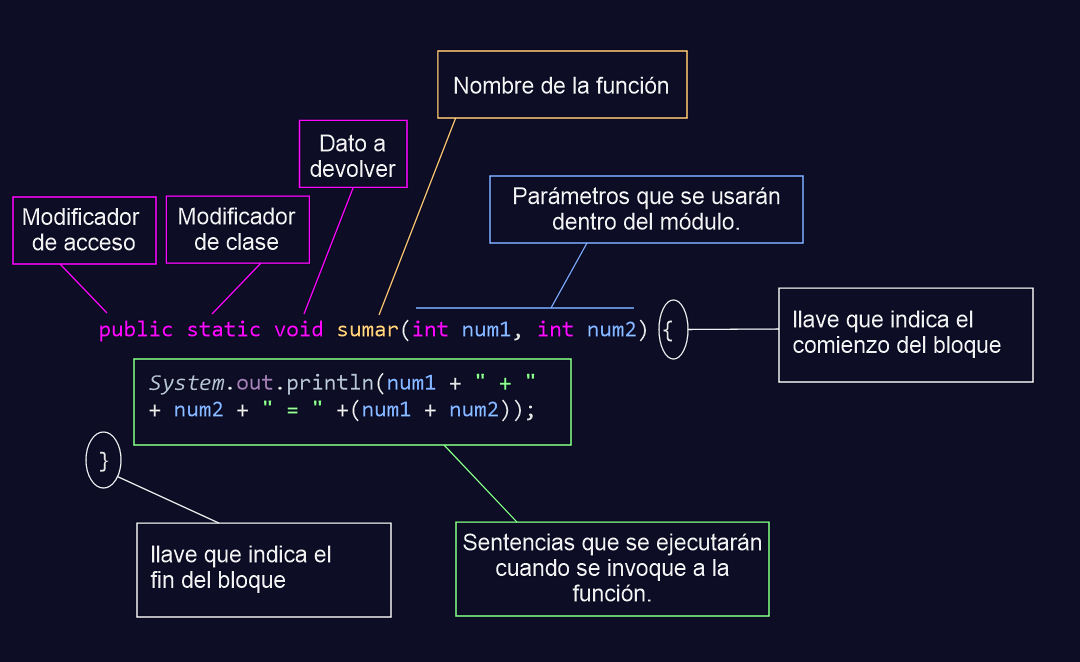 Nombre de la función
Dato a
devolver
Parámetros que se usarán
dentro del módulo.
Modificador
de acceso
Modificador
de clase
public static void sumar(int num1, int num2) {
llave que indica el
comienzo del bloque
System.out.println(num1 + " + "
+ num2 + " = " +(num1 + num2));
}
llave que indica el
fin del bloque
Sentencias que se ejecutarán
cuando se invoque a la
función.